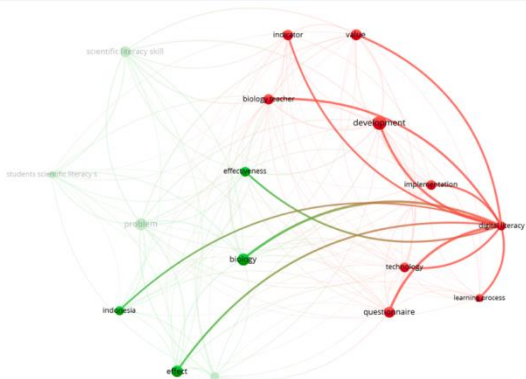 indicator
value
scientific literacy skill
biology teacher
development
effectiveness
students scientific literacy s
implementation
problem
digital literacy
biology
technology
learning process
indonesia
questionnaire
effect